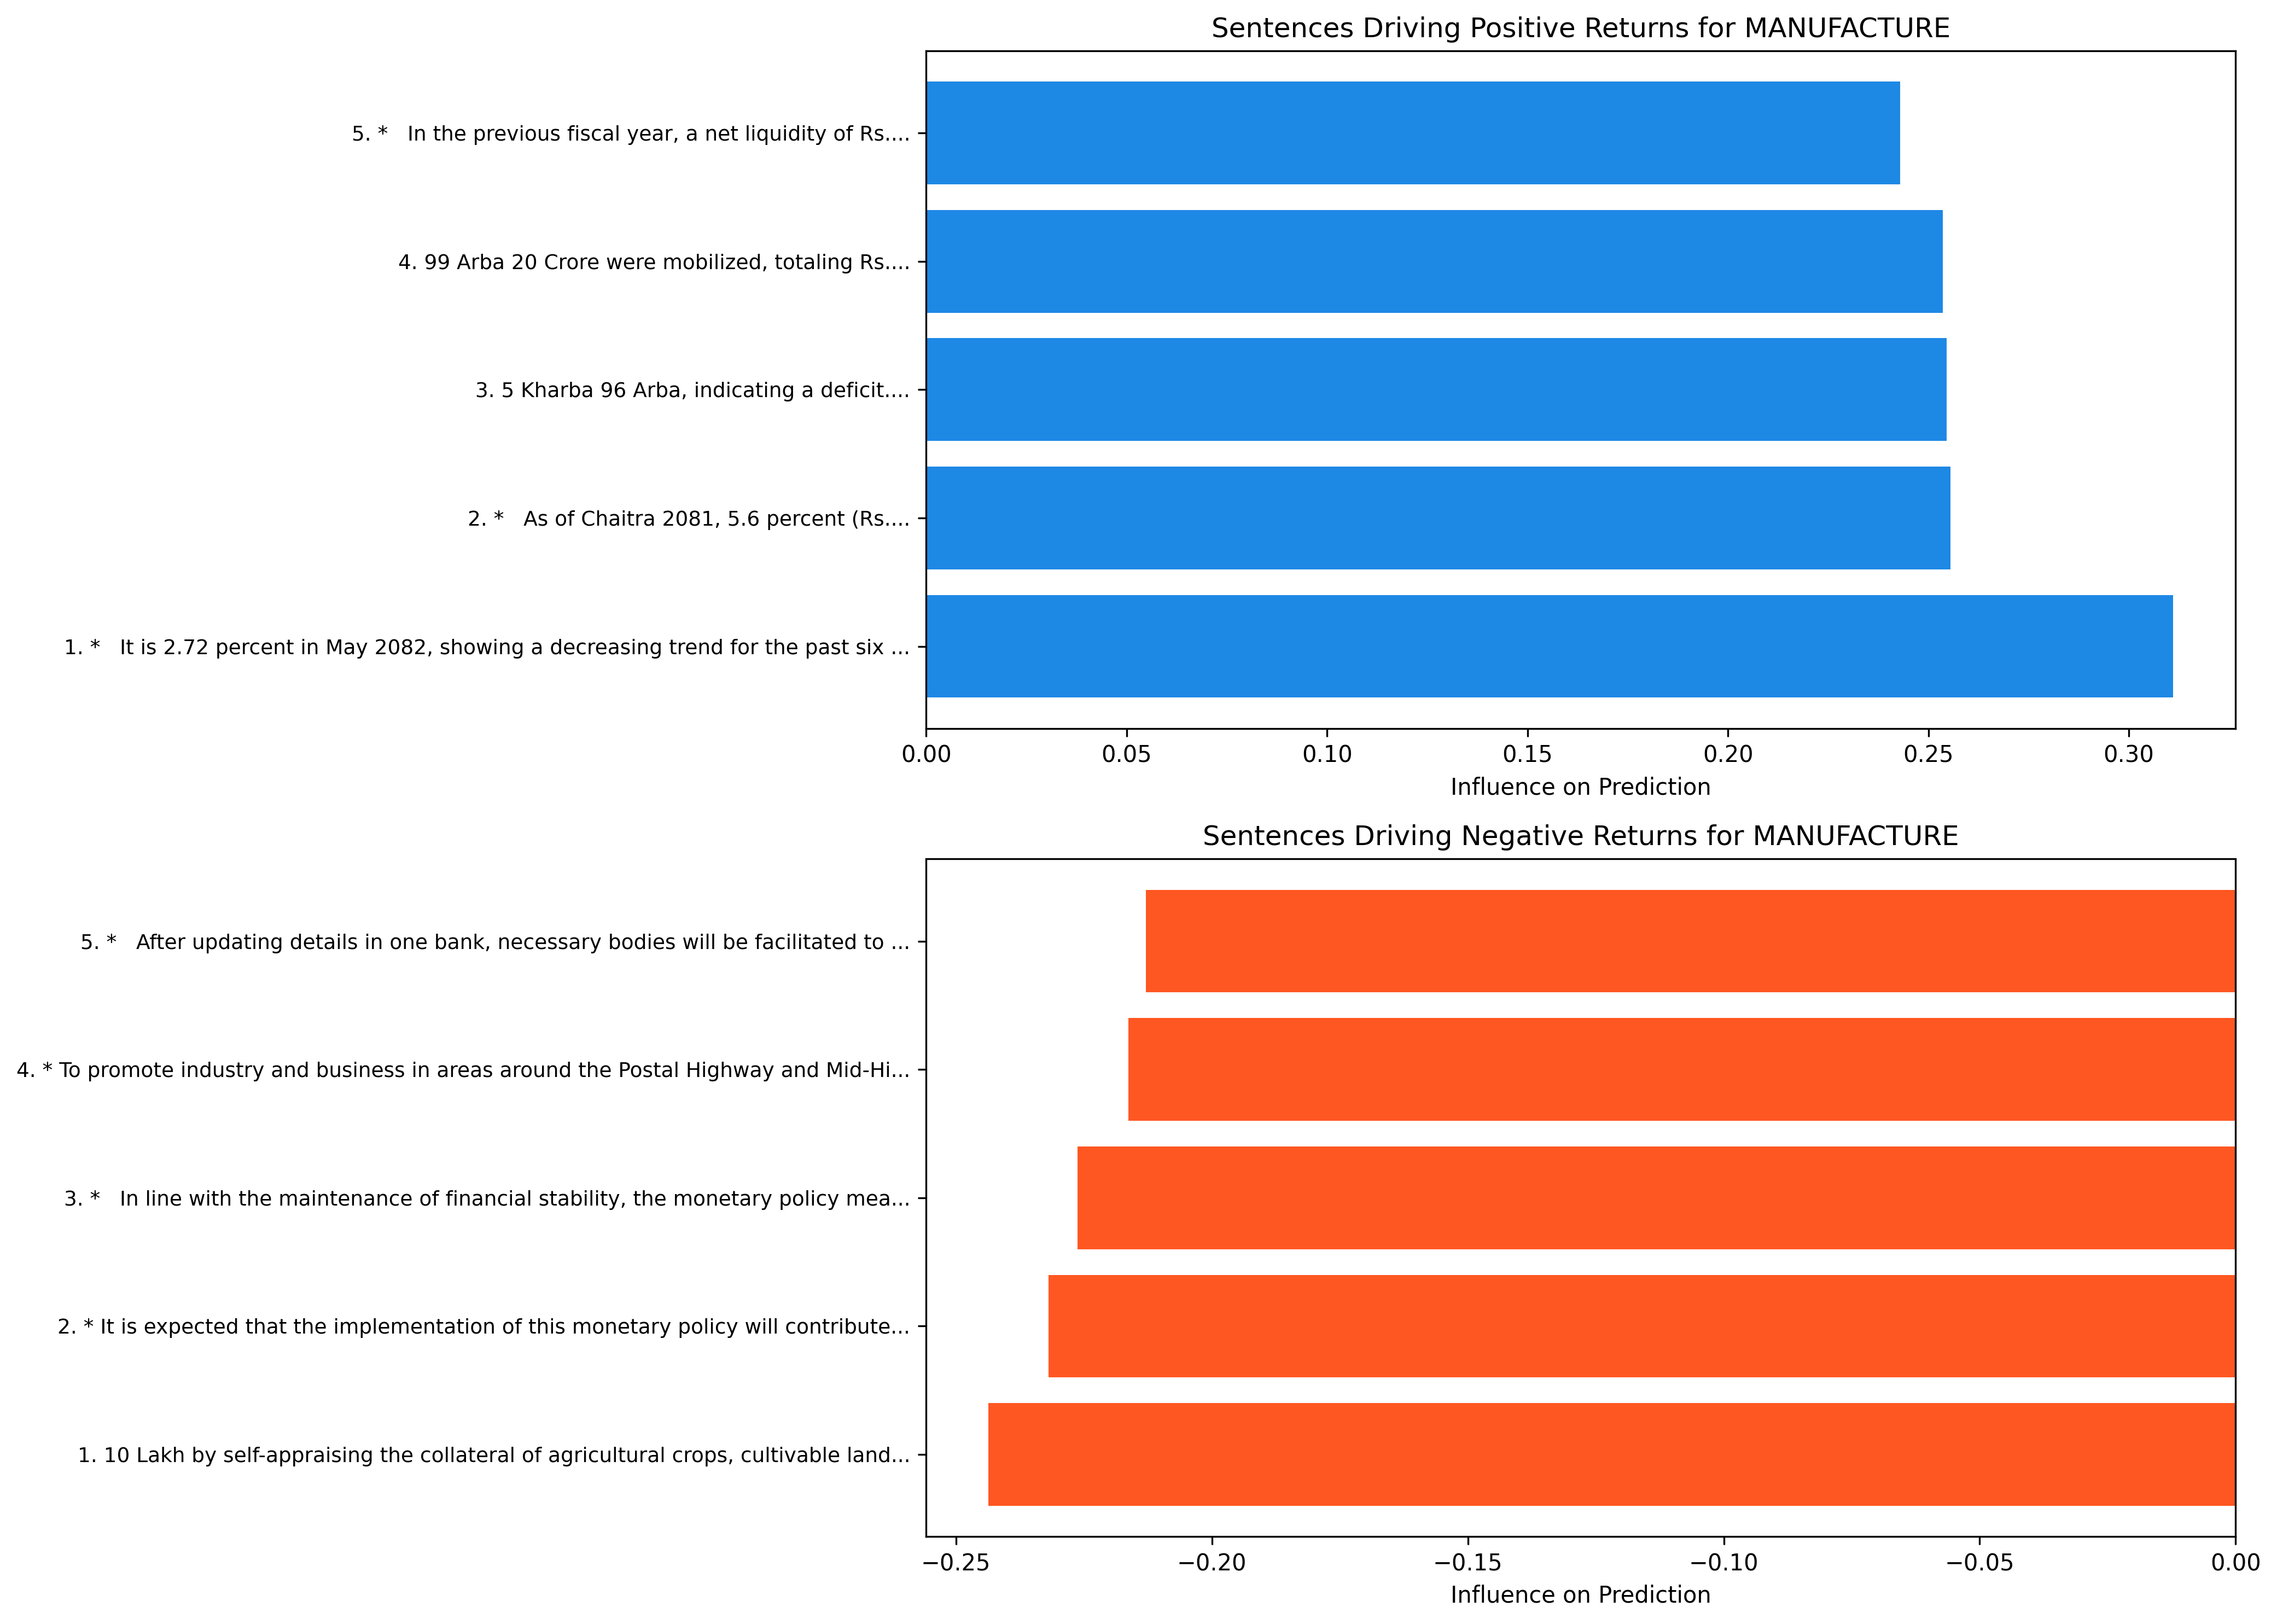 Sentences Driving Positive Returns for MANUFACTURE
5. *   In the previous fiscal year, a net liquidity of Rs....
4. 99 Arba 20 Crore were mobilized, totaling Rs....
3. 5 Kharba 96 Arba, indicating a deficit....
2. *   As of Chaitra 2081, 5.6 percent (Rs....
1. *   It is 2.72 percent in May 2082, showing a decreasing trend for the past six ...
0.00 0.05 0.10 0.15 0.20 0.25 0.30
Influence on Prediction
Sentences Driving Negative Returns for MANUFACTURE
5. *   After updating details in one bank, necessary bodies will be facilitated to ...
4. * To promote industry and business in areas around the Postal Highway and Mid-Hi...
3. *   In line with the maintenance of financial stability, the monetary policy mea...
2. * It is expected that the implementation of this monetary policy will contribute...
1. 10 Lakh by self-appraising the collateral of agricultural crops, cultivable land...
−0.25 −0.20 −0.15 −0.10 −0.05 0.00
Influence on Prediction